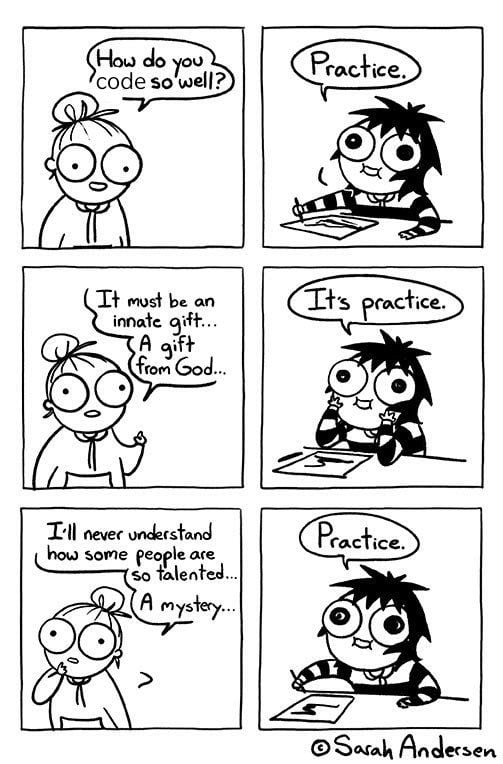 How do you
code so well?
Practice.
It must be an
innate gift...
A gift
from God...
It's practice.
I'll never understand
how some people are
so talented...
A mystery...
Practice.
© Sarah Andersen